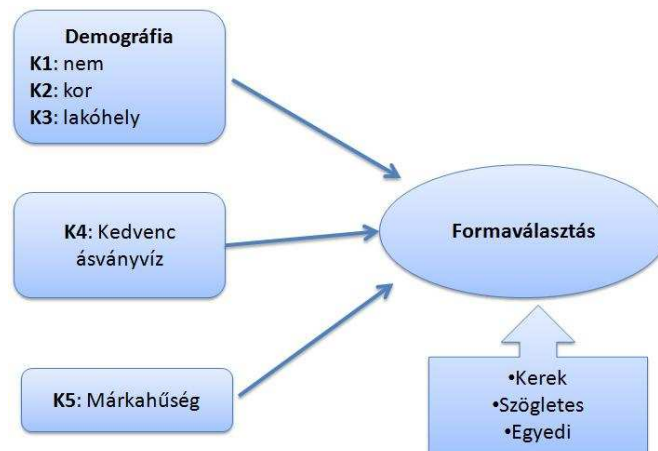 Demográfia
K1: nem
K2: kor
K3: lakóhely
K4: Kedvenc
ásványvíz
K5: Márkahűség
Formaválasztás
•Kerek
•Szögletes
•Egyedi